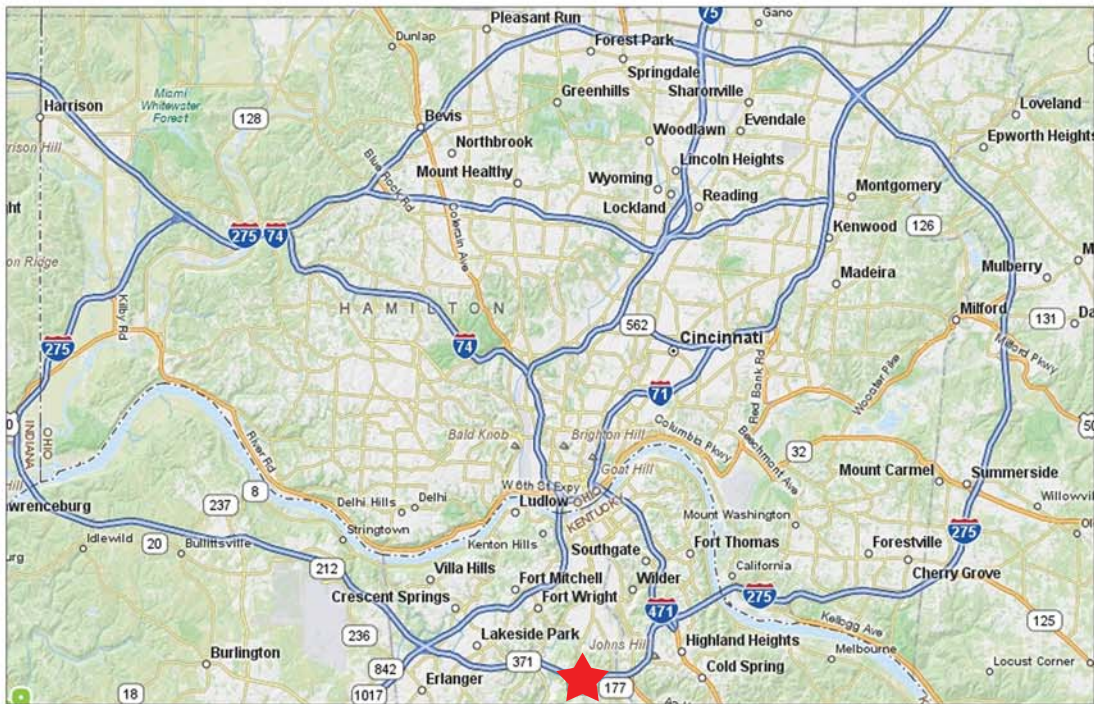 75
Gano
Pleasant Run
Dunlap
Forest Park
Springdale
Greenhills
Sharonville
Harrison
Miami
Whitewater
Forest
128
Bevis
Loveland
Evendale
Woodlawn
Epworth Heights
Northbrook
Lincoln Heights
Mount Healthy
Wyoming
Reading
Lockland
Montgomery
Blue Rock Rd
Colerain Ave
275
74
Kenwood
126
Madeira
Mulberry
Kilby Rd
HAMILTON
Milford
131
562
Cincinnati
275
74
Milford Pkwy
Wooster Pike
Red Bank Rd
71
INDIANA
OHIO
River Rd
Bald Knob
Brighton Hill
Columbia Pkwy
Beechmont Ave
32
Goat Hill
Mount Carmel
Summerside
W 6th St Expy
OHIO
KENTUCKY
237
8
Delhi Hills
Delhi
Ludlow
Mount Washington
Stringtown
Kenton Hills
275
Idlewild
20
Bullittsville
212
Southgate
Fort Thomas
Forestville
California
Cherry Grove
Villa Hills
Fort Mitchell
Wilder
Crescent Springs
Fort Wright
471
275
Kellogg Ave
125
236
Lakeside Park
Johns Hill
Highland Heights
Melbourne
Burlington
842
371
Cold Spring
Locust Corner
18
1017
Erlanger
177